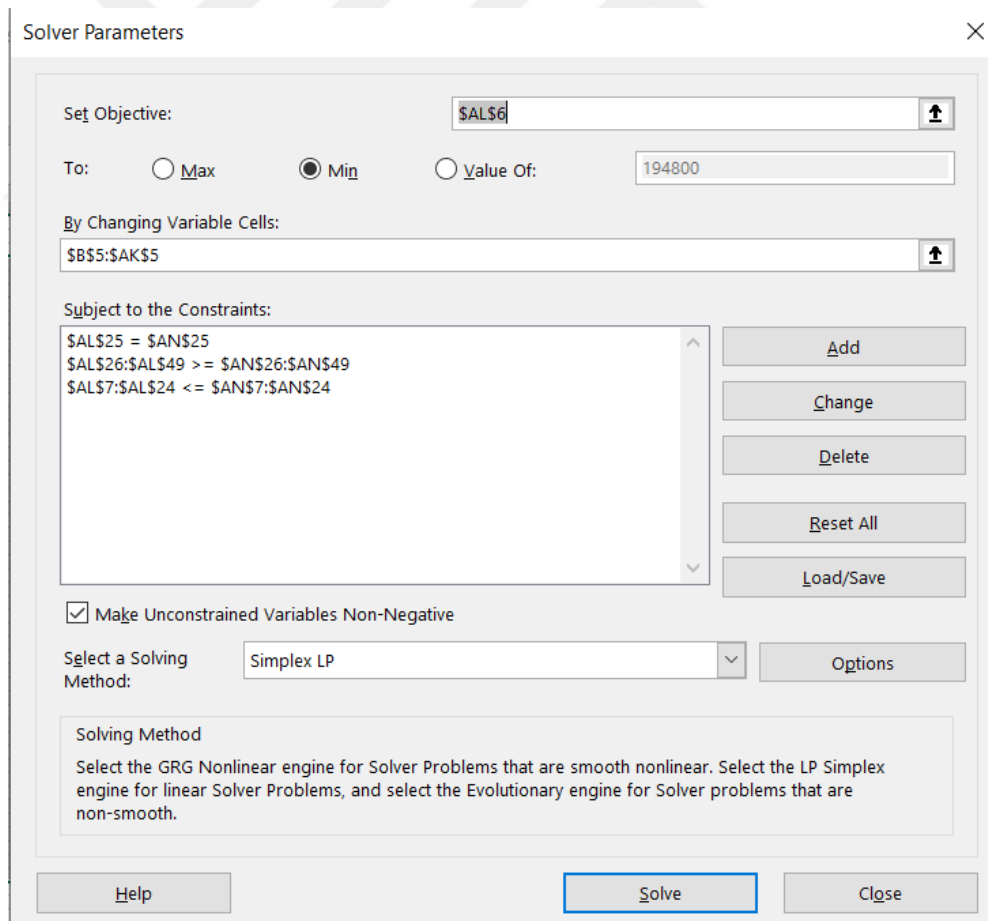 Solver Parameters
Set Objective:
$AL$6
To:
Max
Min
Value Of:
194800
By Changing Variable Cells:
$B$5:$AK$5
Subject to the Constraints:
$AL$25 = $AN$25
$AL$26:$AL$49 >= $AN$26:$AN$49
$AL$7:$AL$24 <= $AN$7:$AN$24
Add
Change
Delete
Reset All
Load/Save
Make Unconstrained Variables Non-Negative
Select a Solving
Method:
Simplex LP
Options
Solving Method
Select the GRG Nonlinear engine for Solver Problems that are smooth nonlinear. Select the LP Simplex
engine for linear Solver Problems, and select the Evolutionary engine for Solver problems that are
non-smooth.
Help
Solve
Close